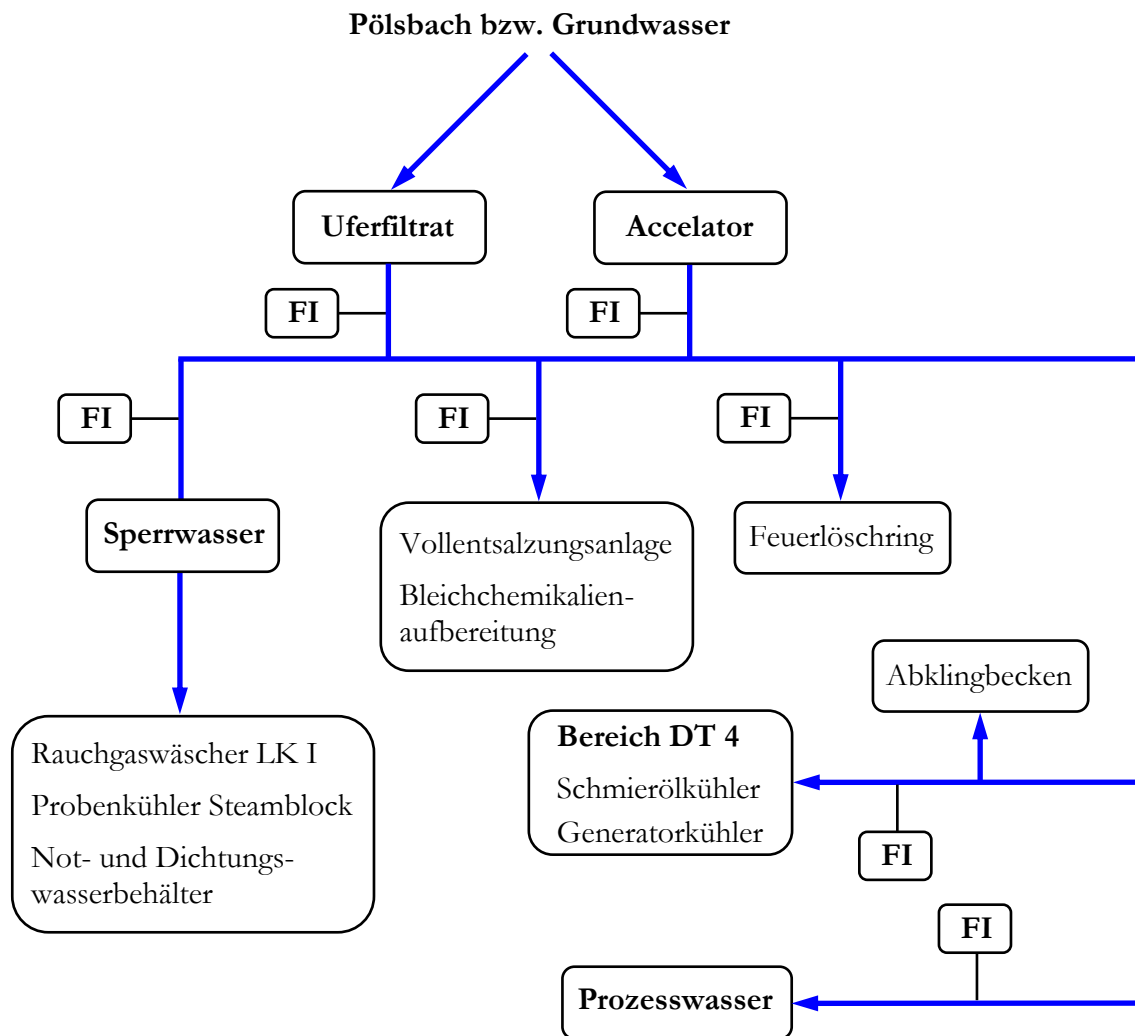 Pölsbach bzw. Grundwasser
Uferfiltrat
Accelator
FI
FI
FI
FI
FI
Sperrwasser
Vollentsalzungsanlage
Bleichchemikalien-
aufbereitung
Feuerlöschring
Abklingbecken
Rauchgaswäscher LK I
Probenkühler Steamblock
Not- und Dichtungs-
wasserbehälter
Bereich DT 4
Schmierölkühler
Generatorkühler
FI
FI
Prozesswasser